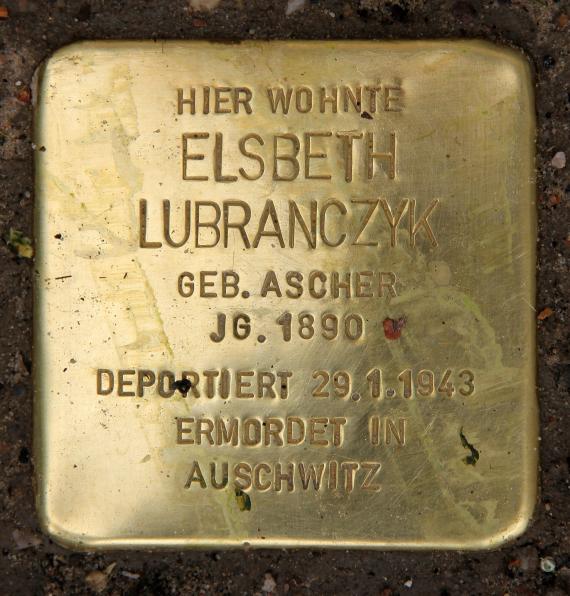 HIER WOHNTE
ELSBETH
LUBRANCZYK
GEB. ASCHER
JG. 1890
DEPORTIERT 29.1.1943
ERMORDET IN
AUSCHWITZ